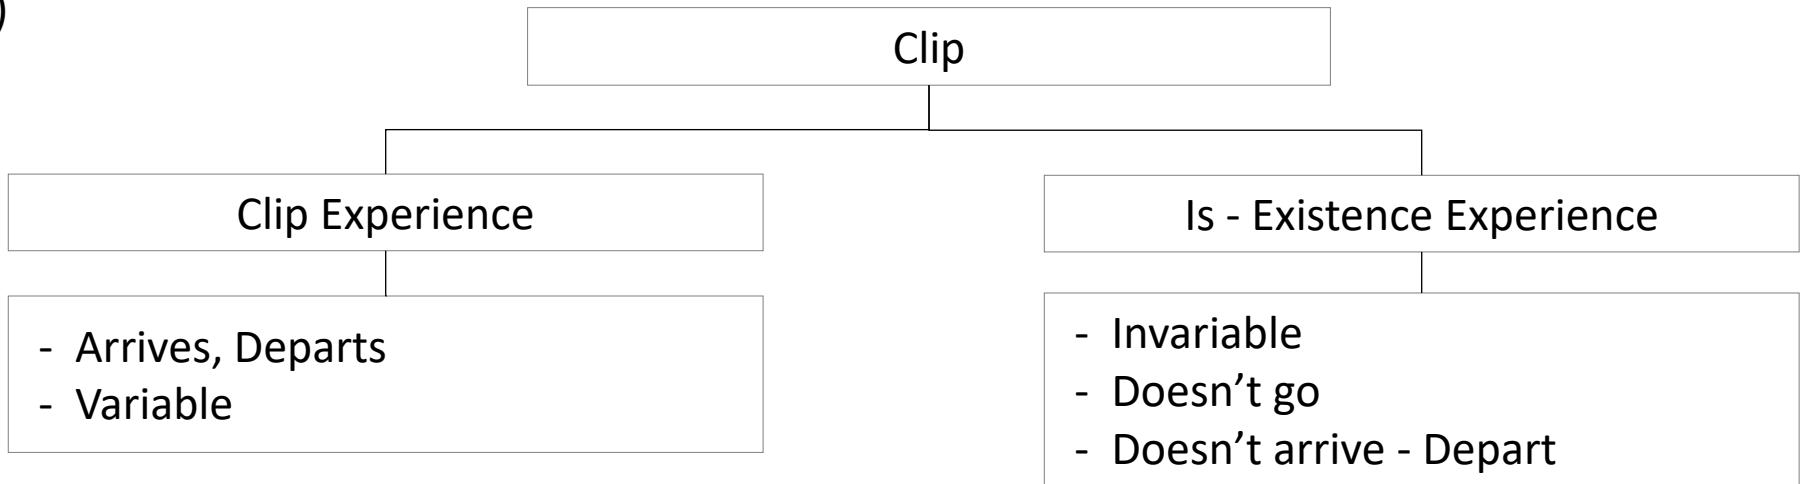 )
Clip
Clip Experience
Is - Existence Experience
- Arrives, Departs
- Variable
- Invariable
- Doesn’t go
- Doesn’t arrive - Depart